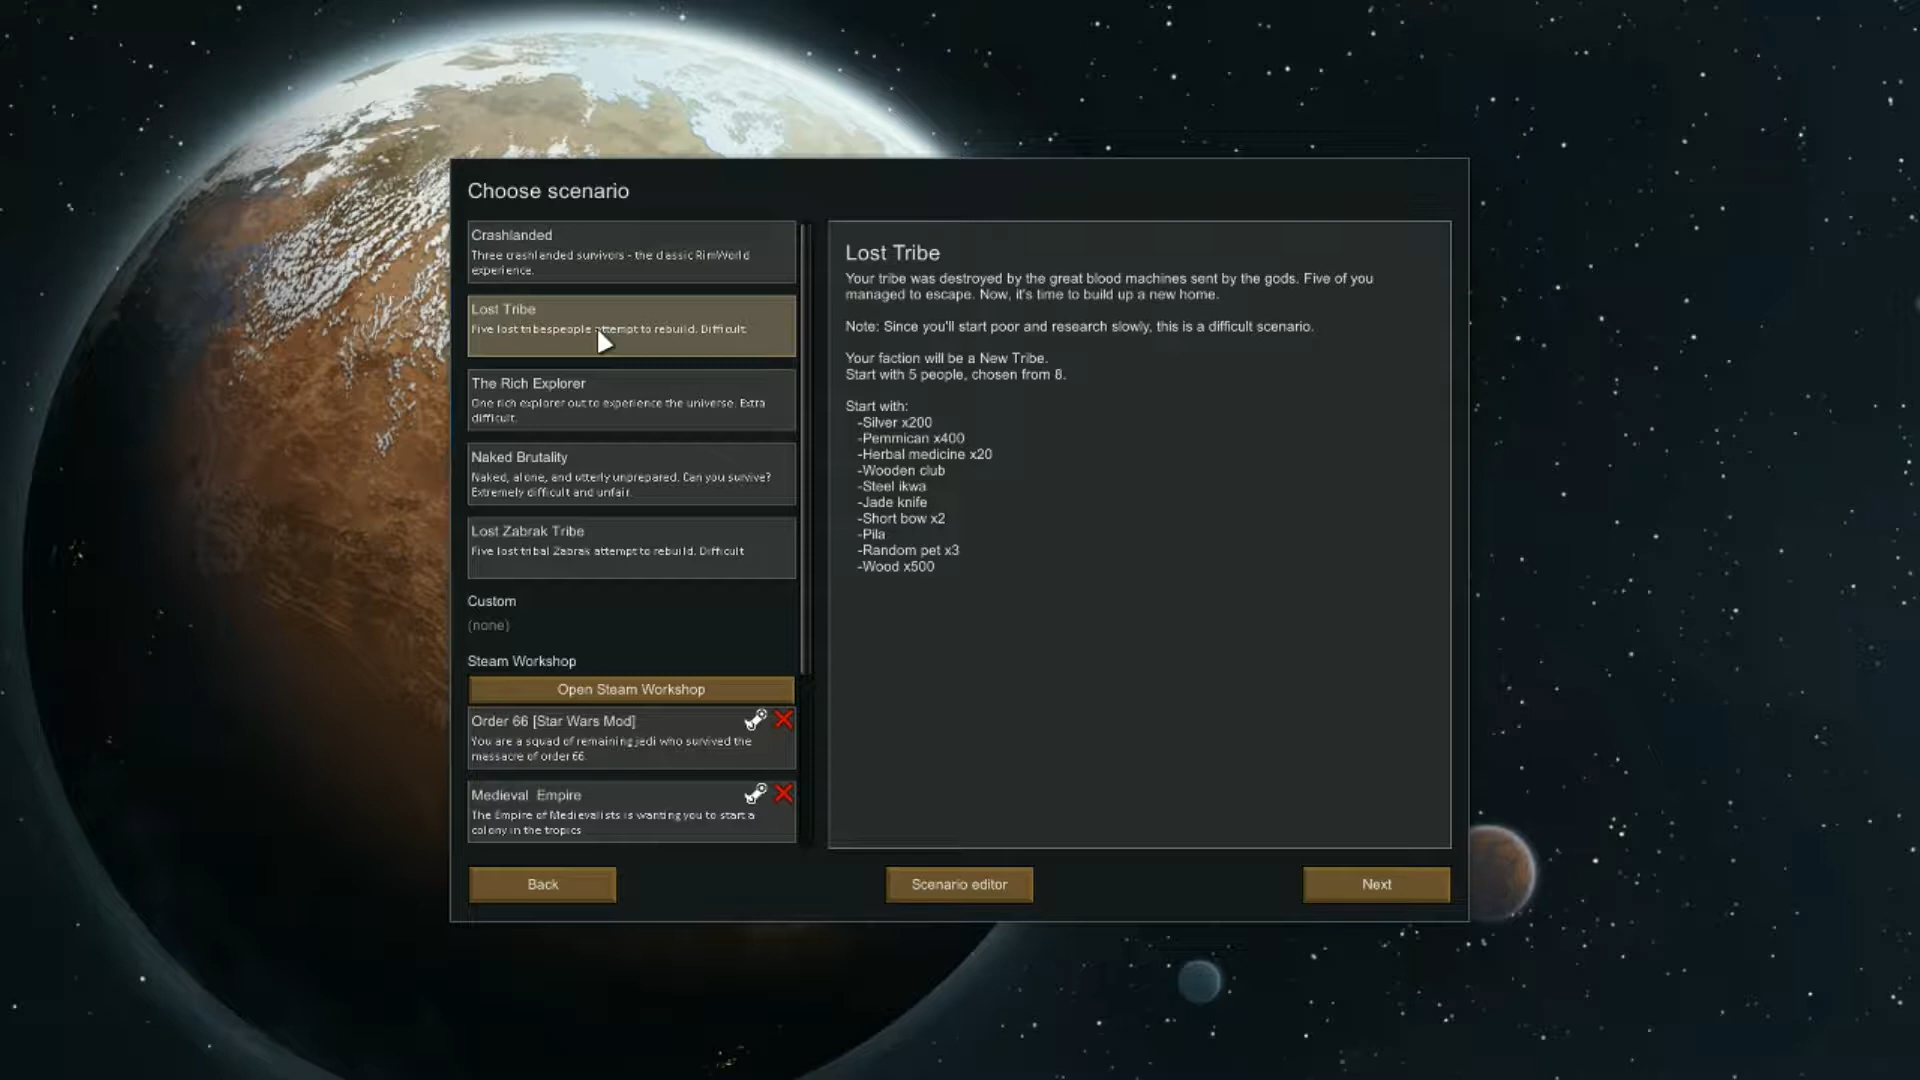 Choose scenario
Crashlanded
Three crashlanded survivors - the classic RimWorld
experience.
Lost Tribe
Five lost tribespeople attempt to rebuild. Difficult.
The Rich Explorer
One rich explorer out to experience the universe. Extra
difficult.
Naked Brutality
Naked, alone, and utterly unprepared. Can you survive?
Extremely difficult and unfair.
Lost Zabrak Tribe
Five lost tribal Zabrak attempt to rebuild. Difficult
Custom
(none)
Steam Workshop
Open Steam Workshop
Order 66 [Star Wars Mod]
You are a squad of remaining jedi who survived the
massacre of order 66.
Medieval Empire
The Empire of Medievalists is wanting you to start a
colony in the tropics
Lost Tribe
Your tribe was destroyed by the great blood machines sent by the gods. Five of you
managed to escape. Now, it's time to build up a new home.
Note: Since you'll start poor and research slowly, this is a difficult scenario.
Your faction will be a New Tribe.
Start with 5 people, chosen from 8.
Start with:
-Silver x200
-Pemmican x400
-Herbal medicine x20
-Wooden club
-Steel ikwa
-Jade knife
-Short bow x2
-Pila
-Random pet x3
-Wood x500
Back
Scenario editor
Next